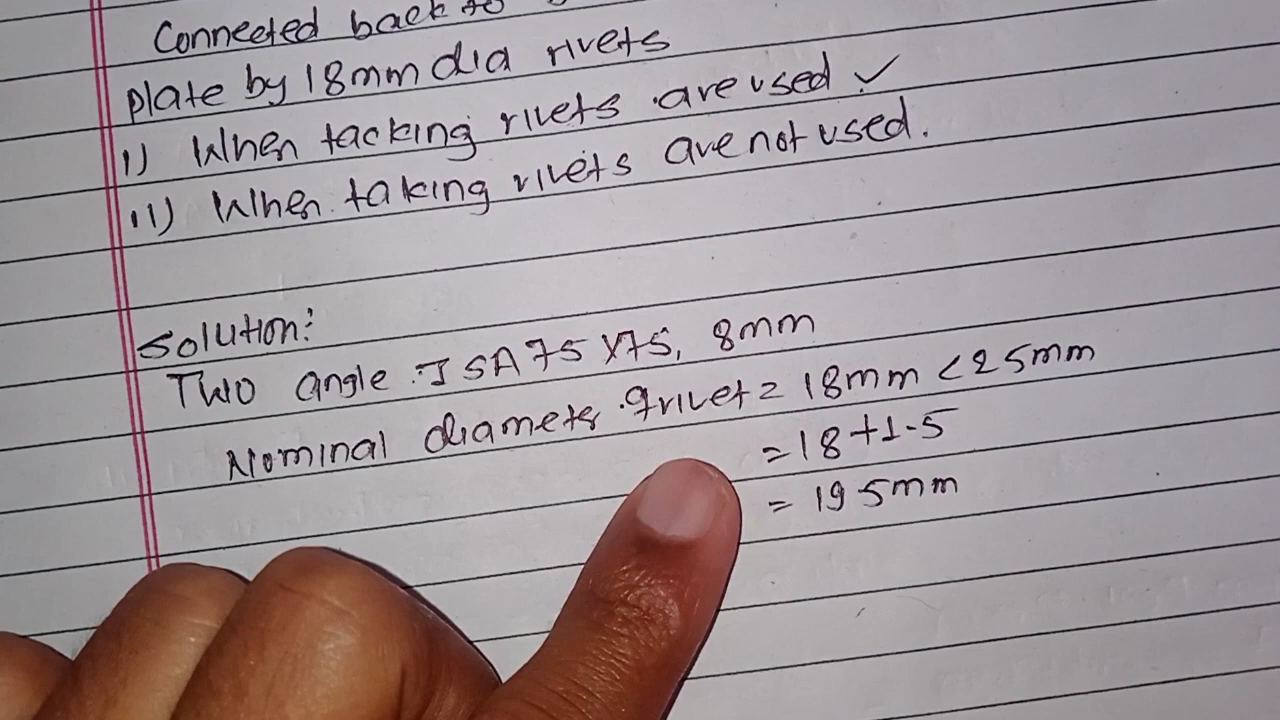 Connected back to
plate by 18mm dia rivets
i) When tacking rivets are used ✓
ii) When taking rivets are not used.
Solution:
Two angle ISA 75 X75, 8mm
Nominal diameter of rivet = 18mm < 25mm
= 18+1.5
= 19 5mm